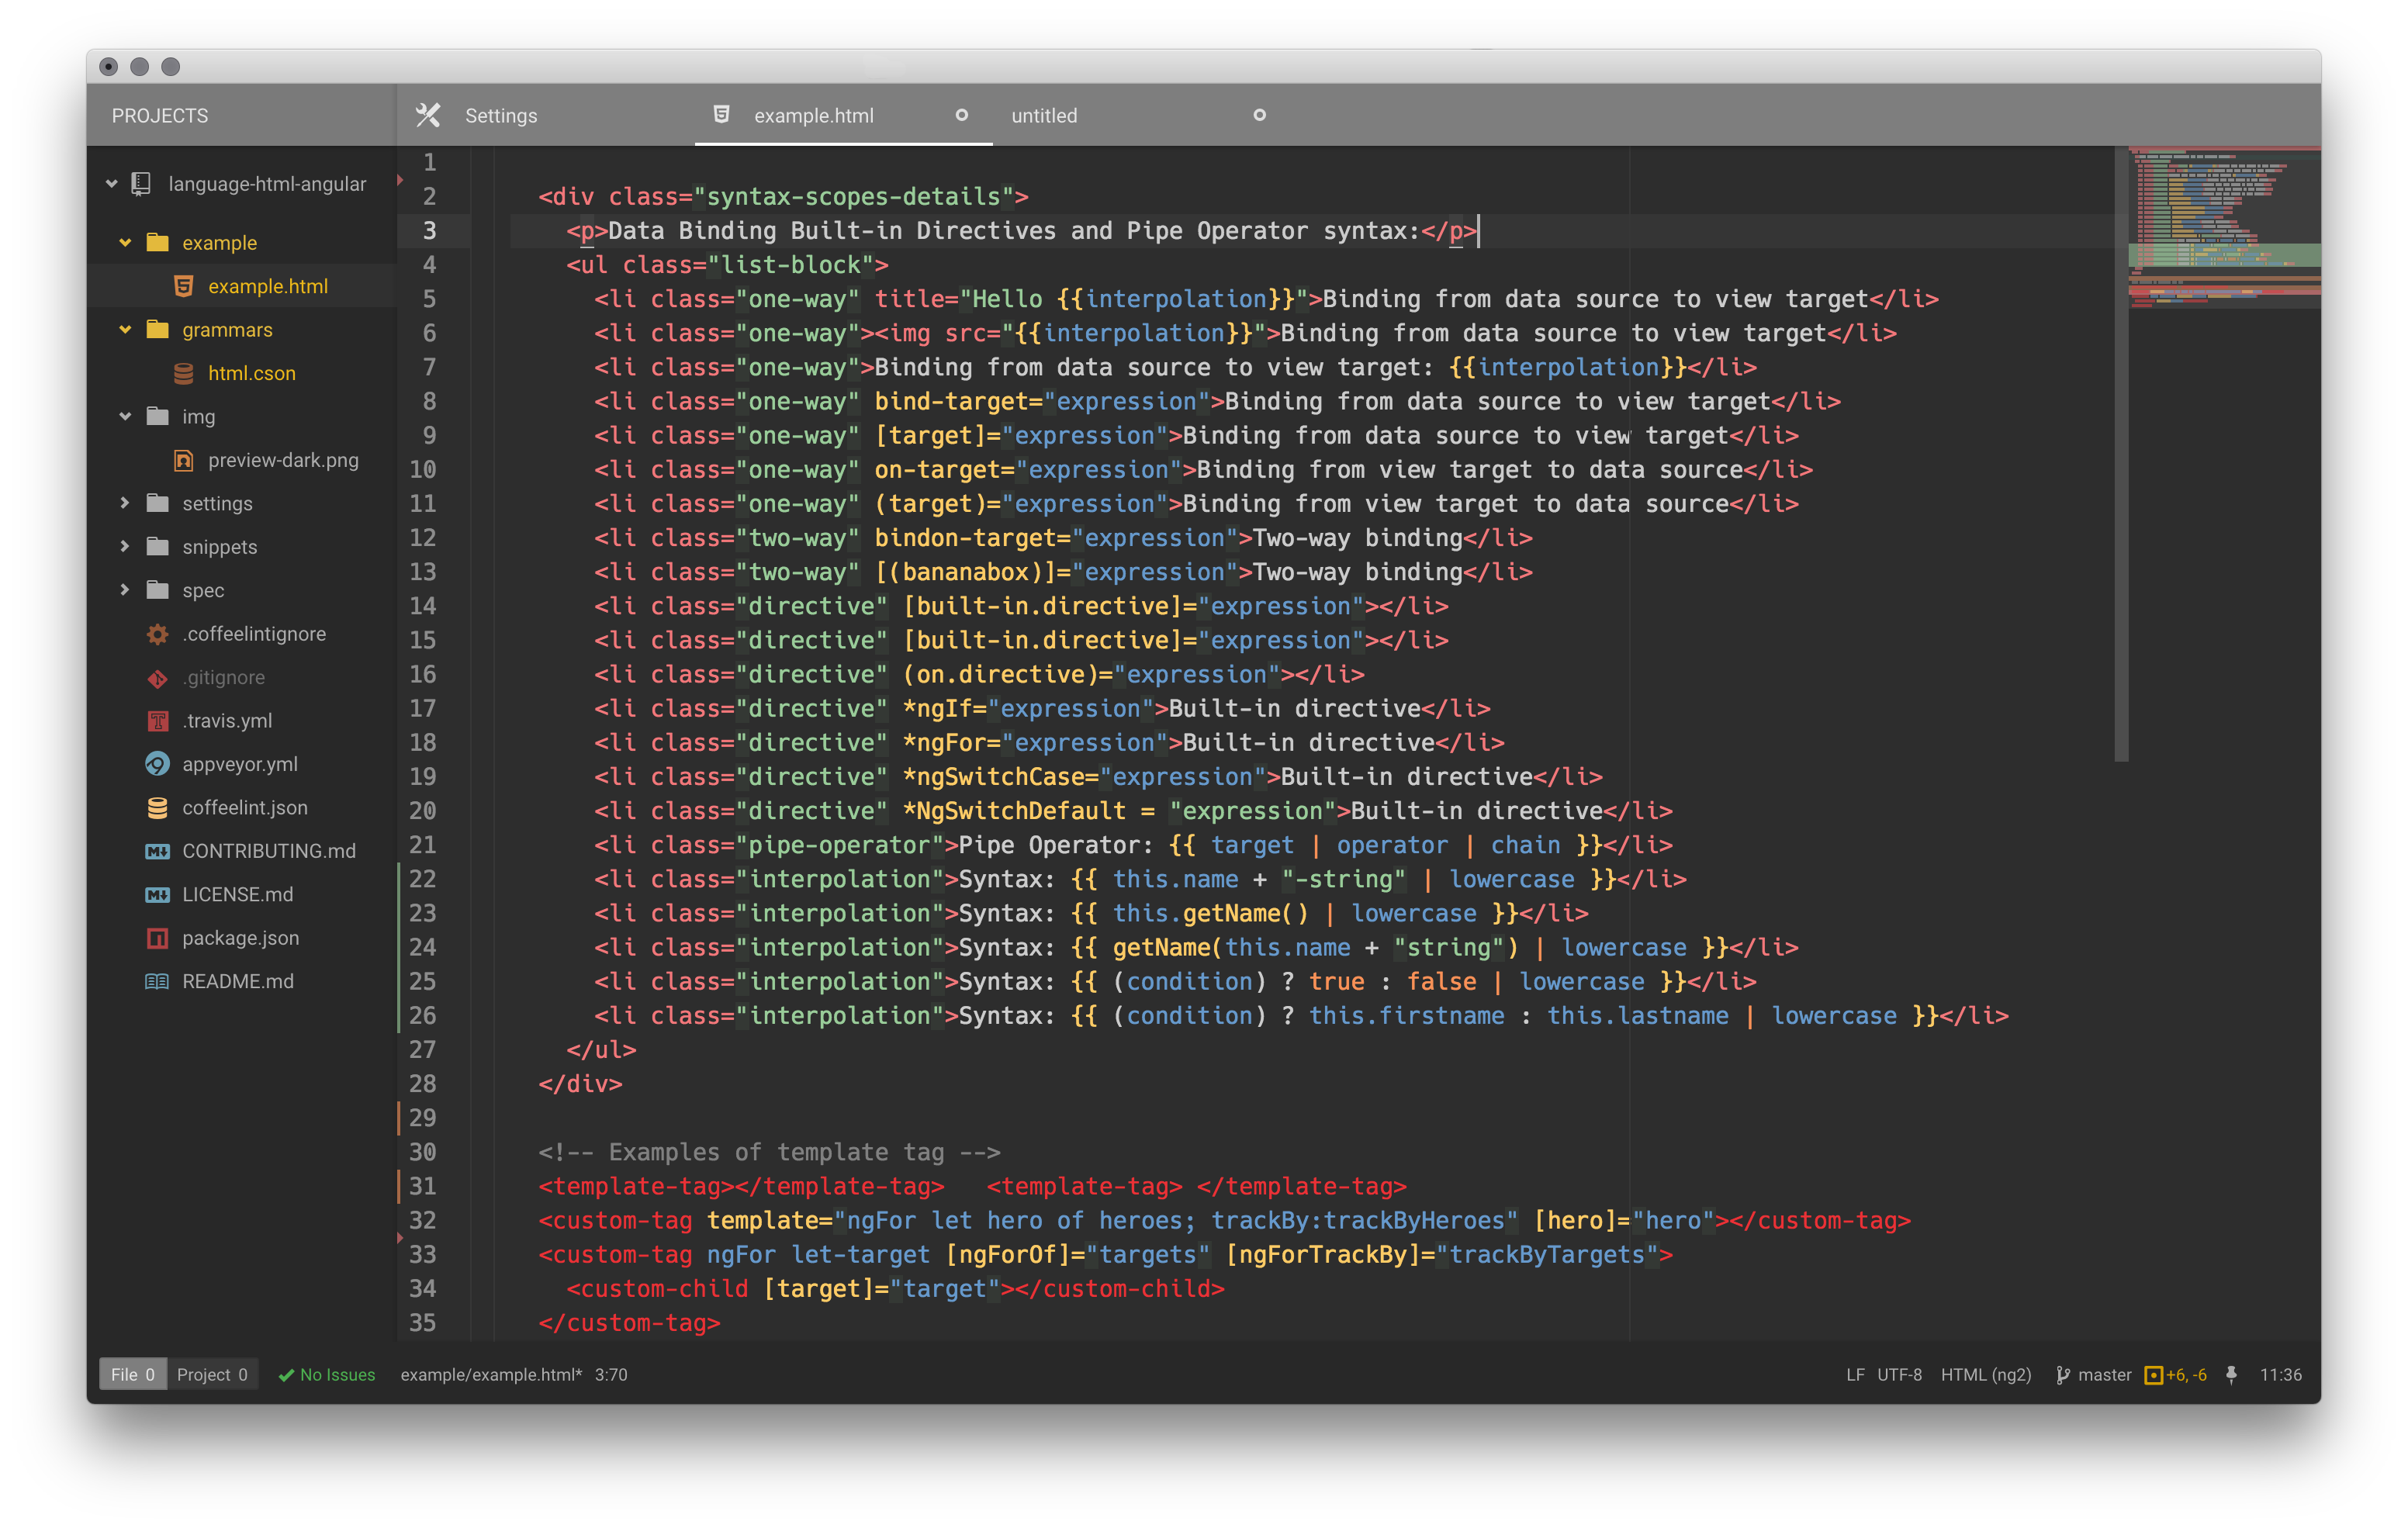 PROJECTS
Settings
example.html
untitled
language-html-angular
example
example.html
grammars
html.cson
img
preview-dark.png
settings
snippets
spec
.coffeelintignore
.gitignore
.travis.yml
appveyor.yml
coffeelint.json
CONTRIBUTING.md
LICENSE.md
package.json
README.md
1
2 <div class="syntax-scopes-details">
3 <p>Data Binding Built-in Directives and Pipe Operator syntax:</p>
4 <ul class="list-block">
5 <li class="one-way" title="Hello {{interpolation}}">Binding from data source to view target</li>
6 <li class="one-way"><img src="{{interpolation}}">Binding from data source to view target</li>
7 <li class="one-way">Binding from data source to view target: {{interpolation}}</li>
8 <li class="one-way" bind-target="expression">Binding from data source to view target</li>
9 <li class="one-way" [target]="expression">Binding from data source to view target</li>
10 <li class="one-way" on-target="expression">Binding from view target to data source</li>
11 <li class="one-way" (target)="expression">Binding from view target to data source</li>
12 <li class="two-way" bindon-target="expression">Two-way binding</li>
13 <li class="two-way" [(bananabox)]="expression">Two-way binding</li>
14 <li class="directive" [built-in.directive]="expression"></li>
15 <li class="directive" [built-in.directive]="expression"></li>
16 <li class="directive" (on.directive)="expression"></li>
17 <li class="directive" *ngIf="expression">Built-in directive</li>
18 <li class="directive" *ngFor="expression">Built-in directive</li>
19 <li class="directive" *ngSwitchCase="expression">Built-in directive</li>
20 <li class="directive" *NgSwitchDefault = "expression">Built-in directive</li>
21 <li class="pipe-operator">Pipe Operator: {{ target | operator | chain }}</li>
22 <li class="interpolation">Syntax: {{ this.name + "-string" | lowercase }}</li>
23 <li class="interpolation">Syntax: {{ this.getName() | lowercase }}</li>
24 <li class="interpolation">Syntax: {{ getName(this.name + "string") | lowercase }}</li>
25 <li class="interpolation">Syntax: {{ (condition) ? true : false | lowercase }}</li>
26 <li class="interpolation">Syntax: {{ (condition) ? this.firstname : this.lastname | lowercase }}</li>
27 </ul>
28 </div>
29
30 <!-- Examples of template tag -->
31 <template-tag></template-tag>   <template-tag> </template-tag>
32 <custom-tag template="ngFor let hero of heroes; trackBy:trackByHeroes" [hero]="hero"></custom-tag>
33 <custom-tag ngFor let-target [ngForOf]="targets" [ngForTrackBy]="trackByTargets">
34 <custom-child [target]="target"></custom-child>
35 </custom-tag>
File 0 Project 0 No Issues example/example.html* 3:70 LF UTF-8 HTML (ng2) master +6, -6 11:36